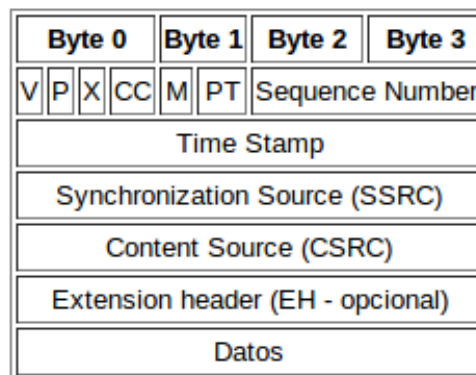 Byte 0 Byte 1 Byte 2 Byte 3
V P X CC M PT Sequence Number
Time Stamp
Synchronization Source (SSRC)
Content Source (CSRC)
Extension header (EH - opcional)
Datos